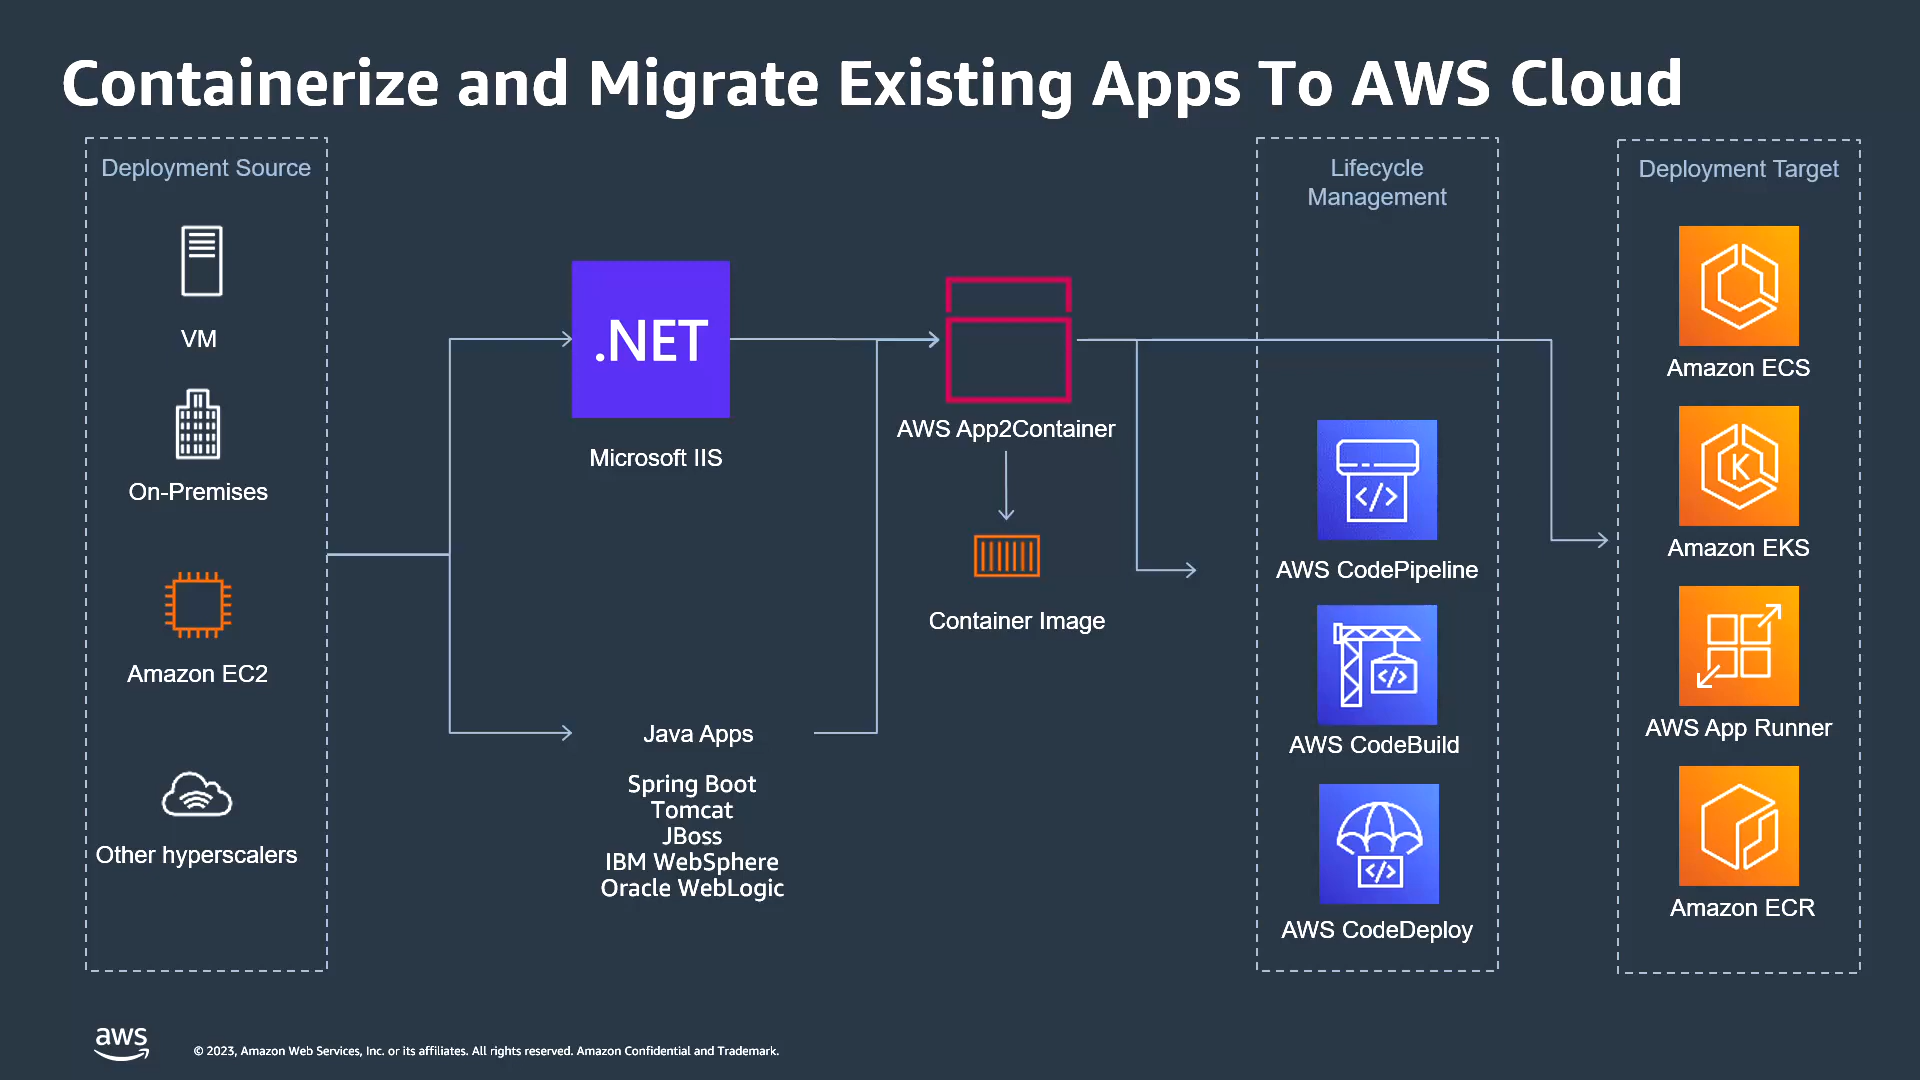 Containerize and Migrate Existing Apps To AWS Cloud
Deployment Source
VM
On-Premises
Amazon EC2
Other hyperscalers
.NET
Microsoft IIS
Java Apps
Spring Boot
Tomcat
JBoss
IBM WebSphere
Oracle WebLogic
AWS App2Container
Container Image
Lifecycle
Management
</>
AWS CodePipeline
</>
AWS CodeBuild
</>
AWS CodeDeploy
Deployment Target
Amazon ECS
K
Amazon EKS
AWS App Runner
Amazon ECR
aws
© 2023, Amazon Web Services, Inc. or its affiliates. All rights reserved. Amazon Confidential and Trademark.